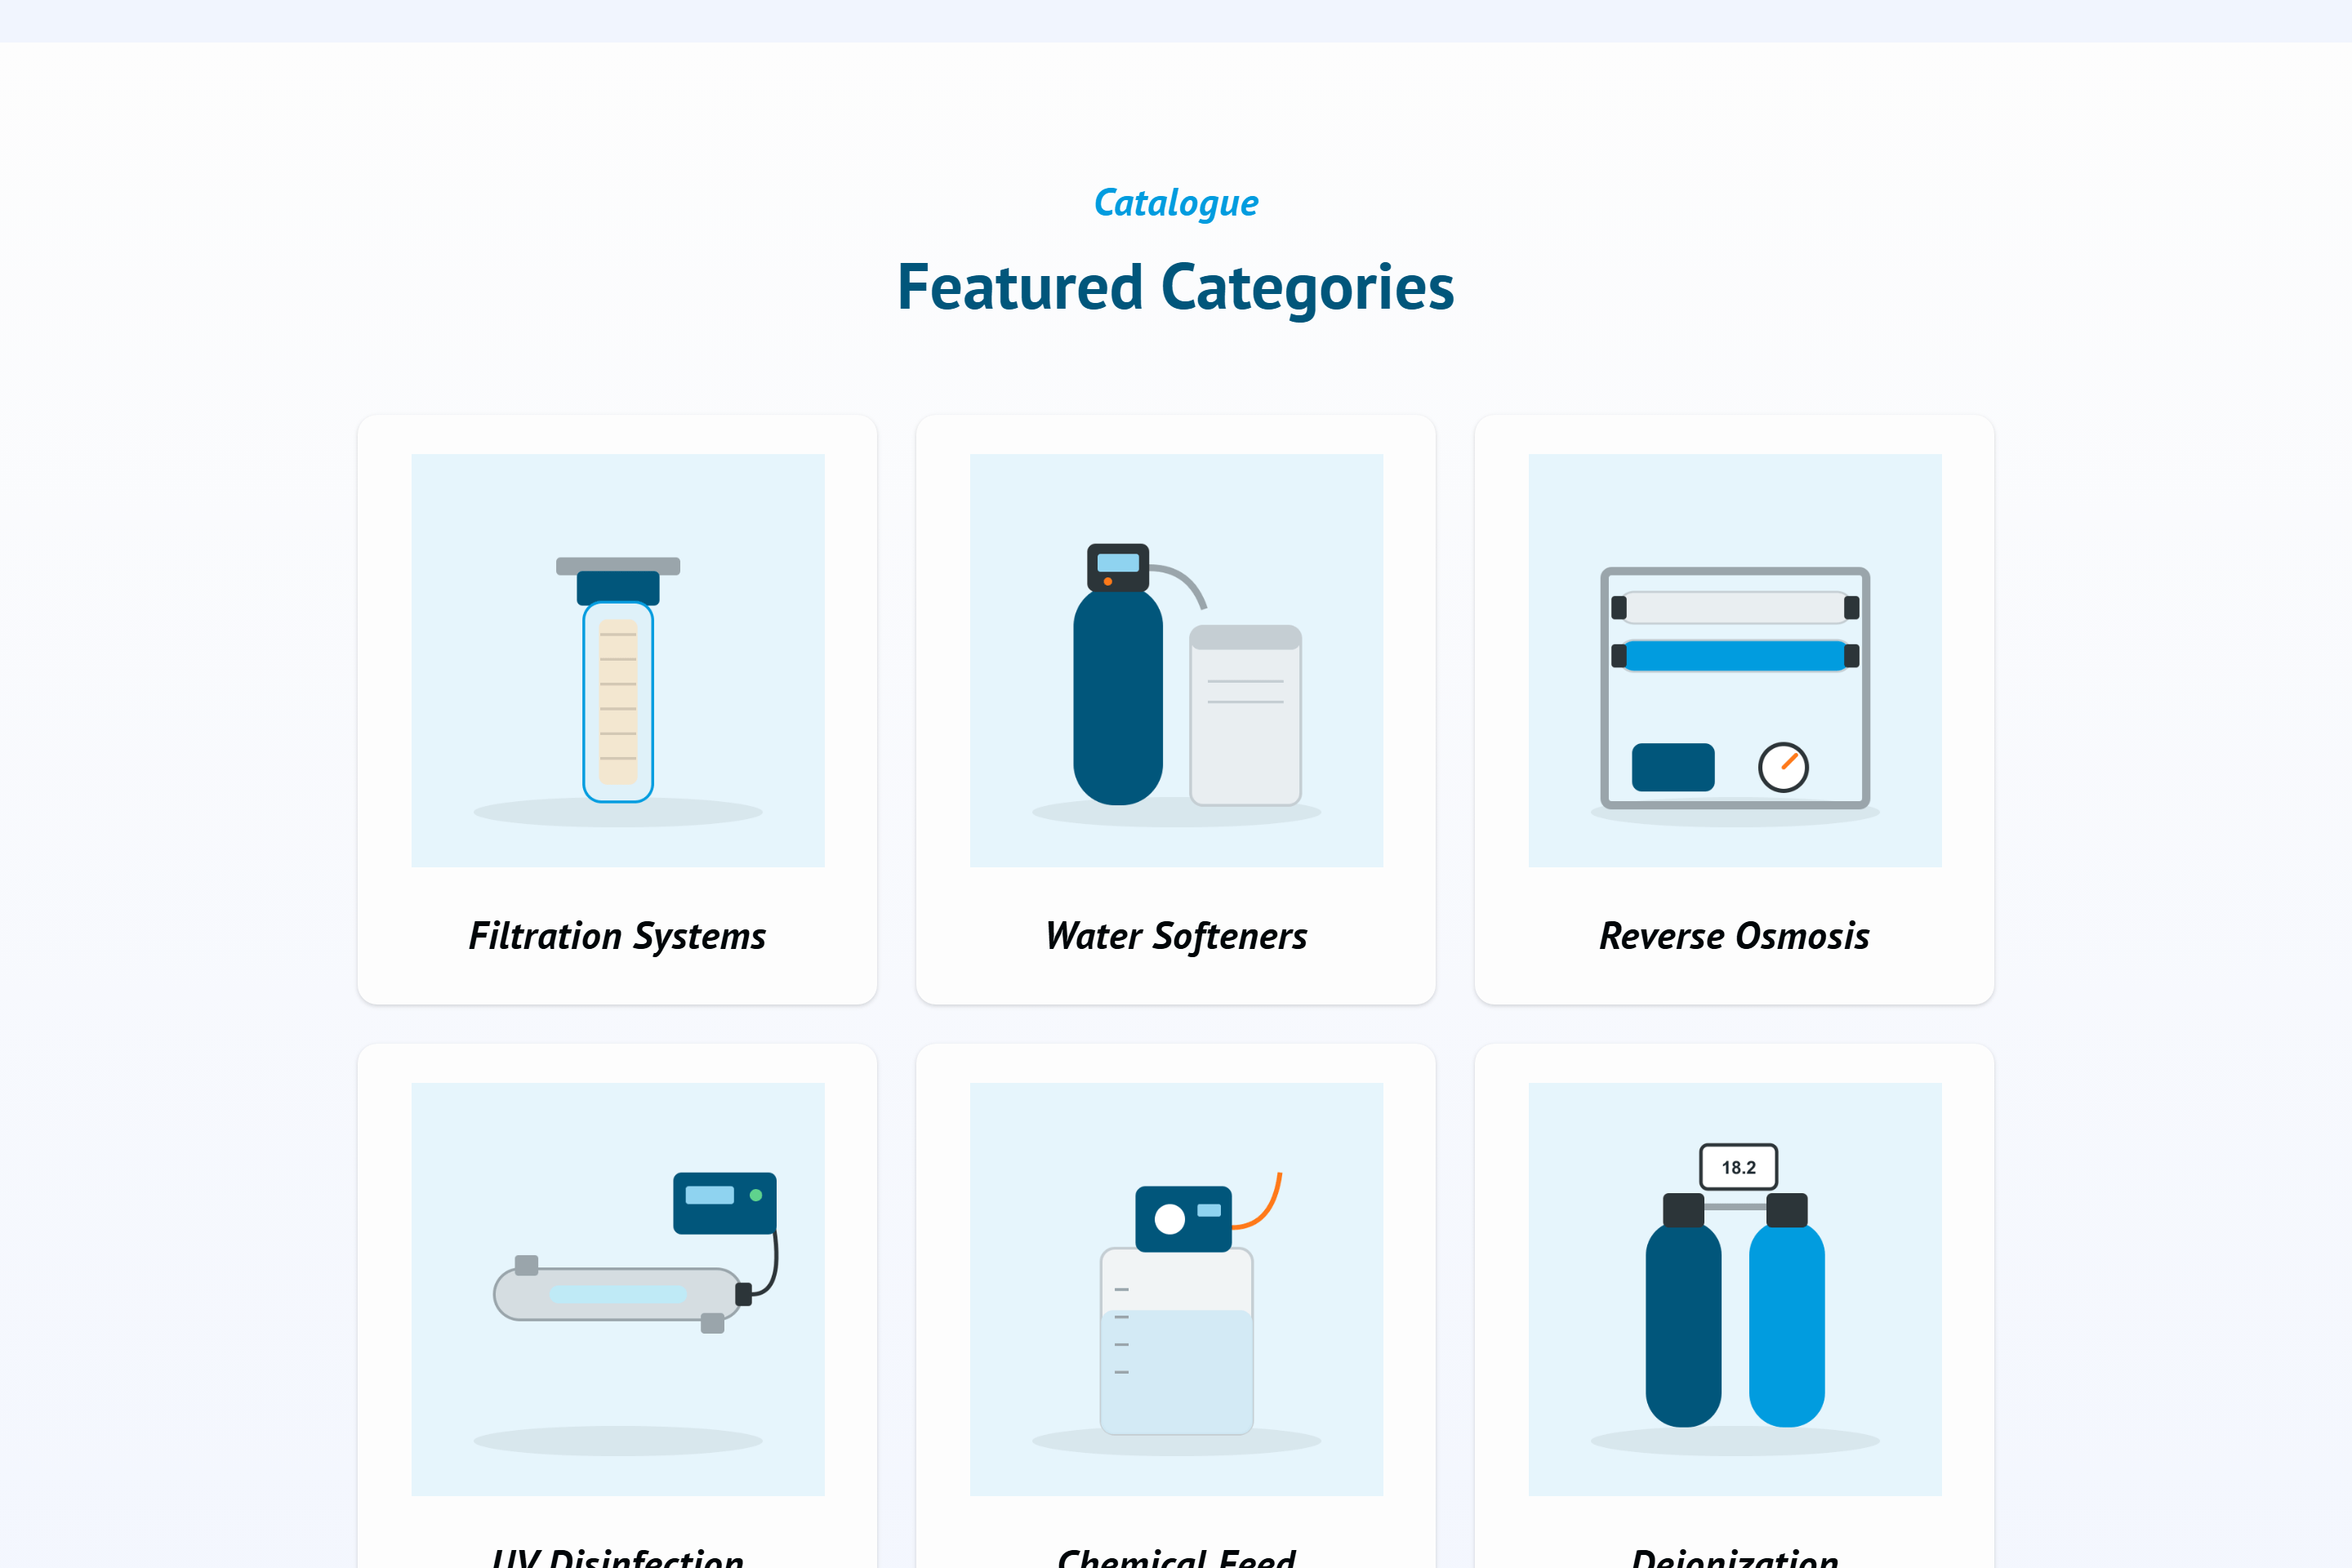 Catalogue
Featured Categories
Filtration Systems
Water Softeners
Reverse Osmosis
18.2
UV Disinfection
Chemical Feed
Deionization